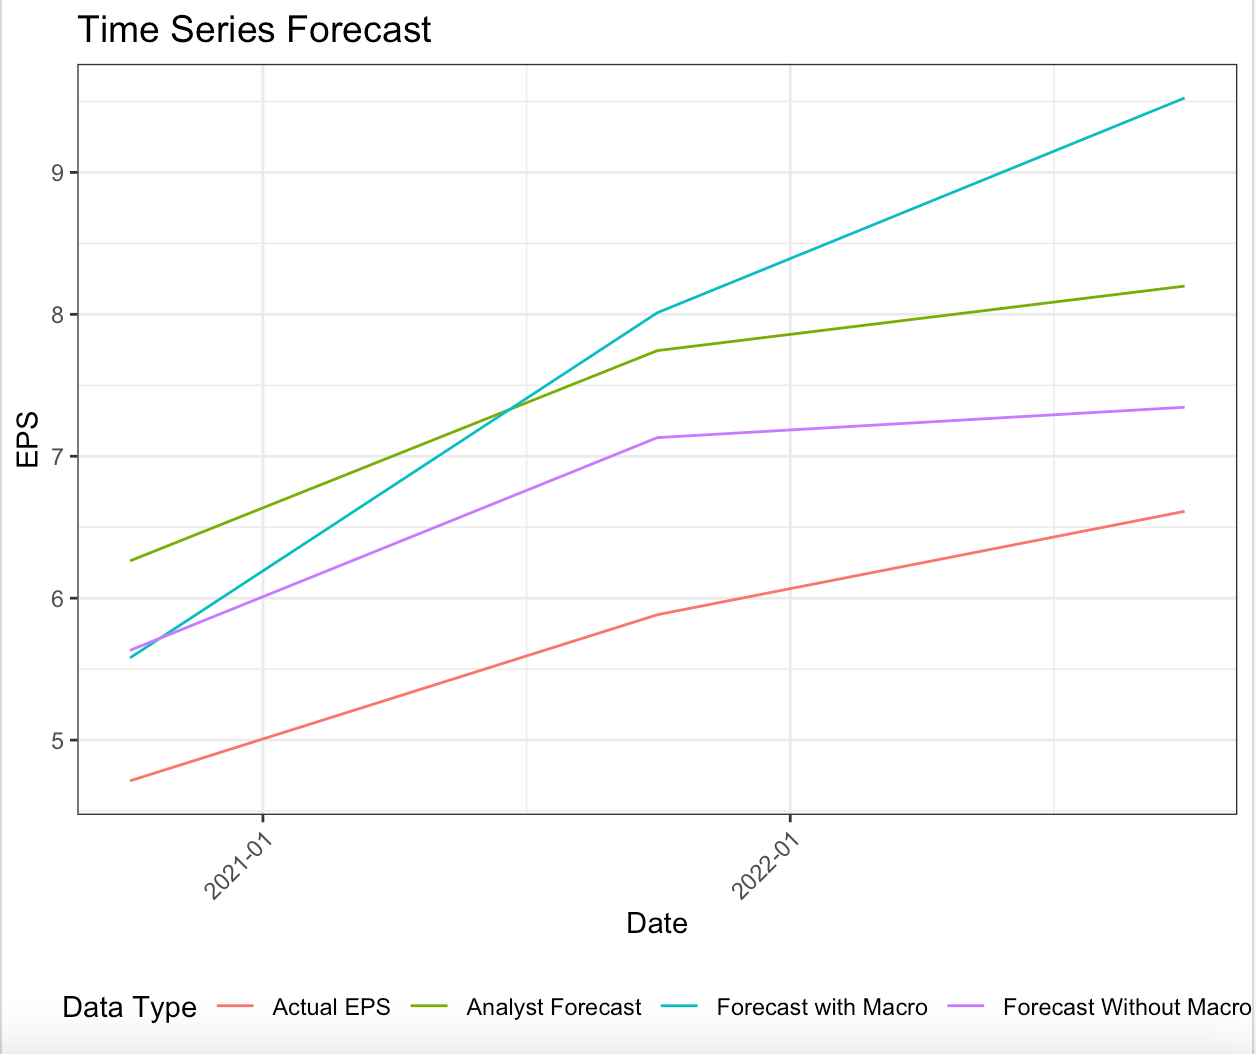 Time Series Forecast
EPS
9
8
7
6
5
2021-01
2022-01
Date
Data Type Actual EPS Analyst Forecast Forecast with Macro Forecast Without Macro